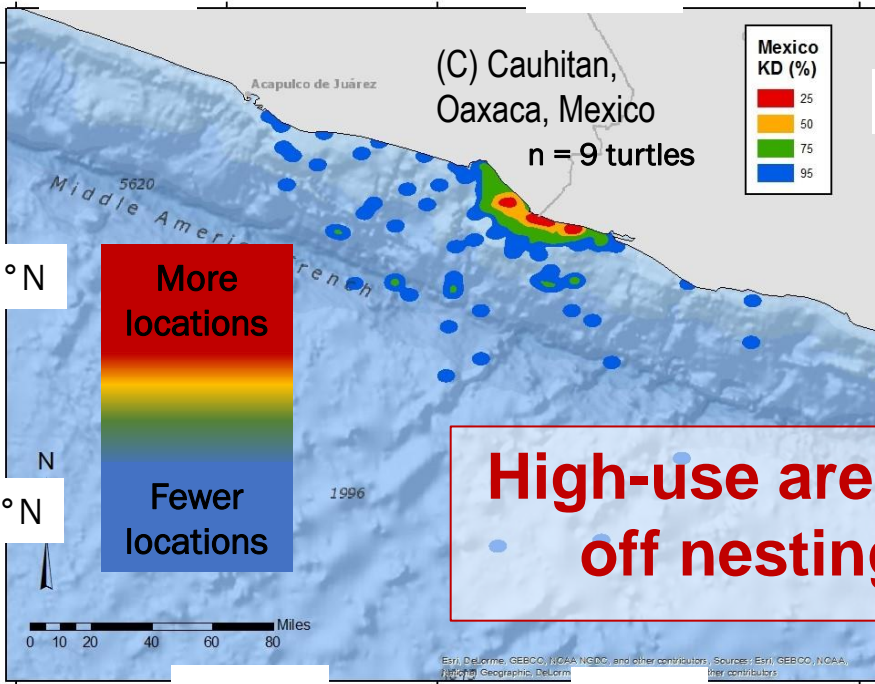 (C) Cauhitan,
Oaxaca, Mexico
n = 9 turtles
Mexico
KD (%)
25
50
75
95
Acapulco de Juárez
5620
Middle America Trench
°N
More
locations
Fewer
locations
°N
N
1996
High-use are
off nesting
Miles
0 10 20 40 60 80
Esri, DeLorme, GEBCO, NOAA NGDC, and other contributors, Sources: Esri, GEBCO, NOAA,
National Geographic, DeLorm
ther contributors